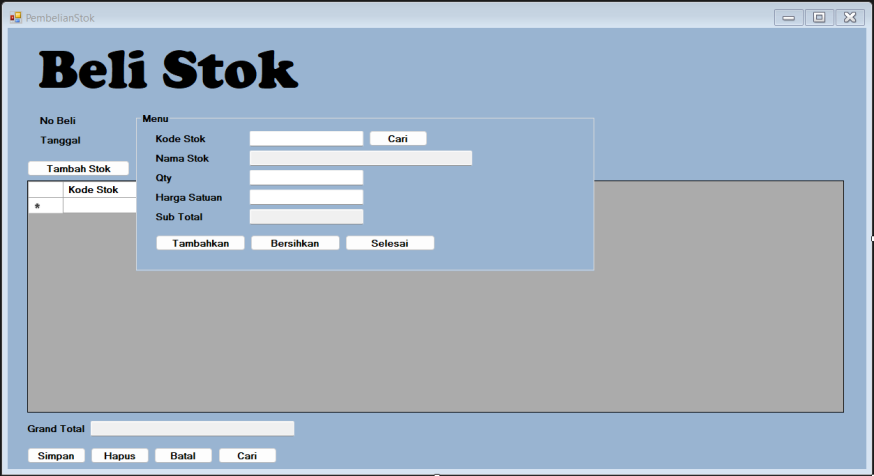 PembelianStok
Beli Stok
No Beli
Tanggal
Tambah Stok
Menu
Kode Stok Cari
Nama Stok
Qty
Harga Satuan
Sub Total
Tambahkan Bersihkan Selesai
Kode Stok
*
Grand Total
Simpan Hapus Batal Cari